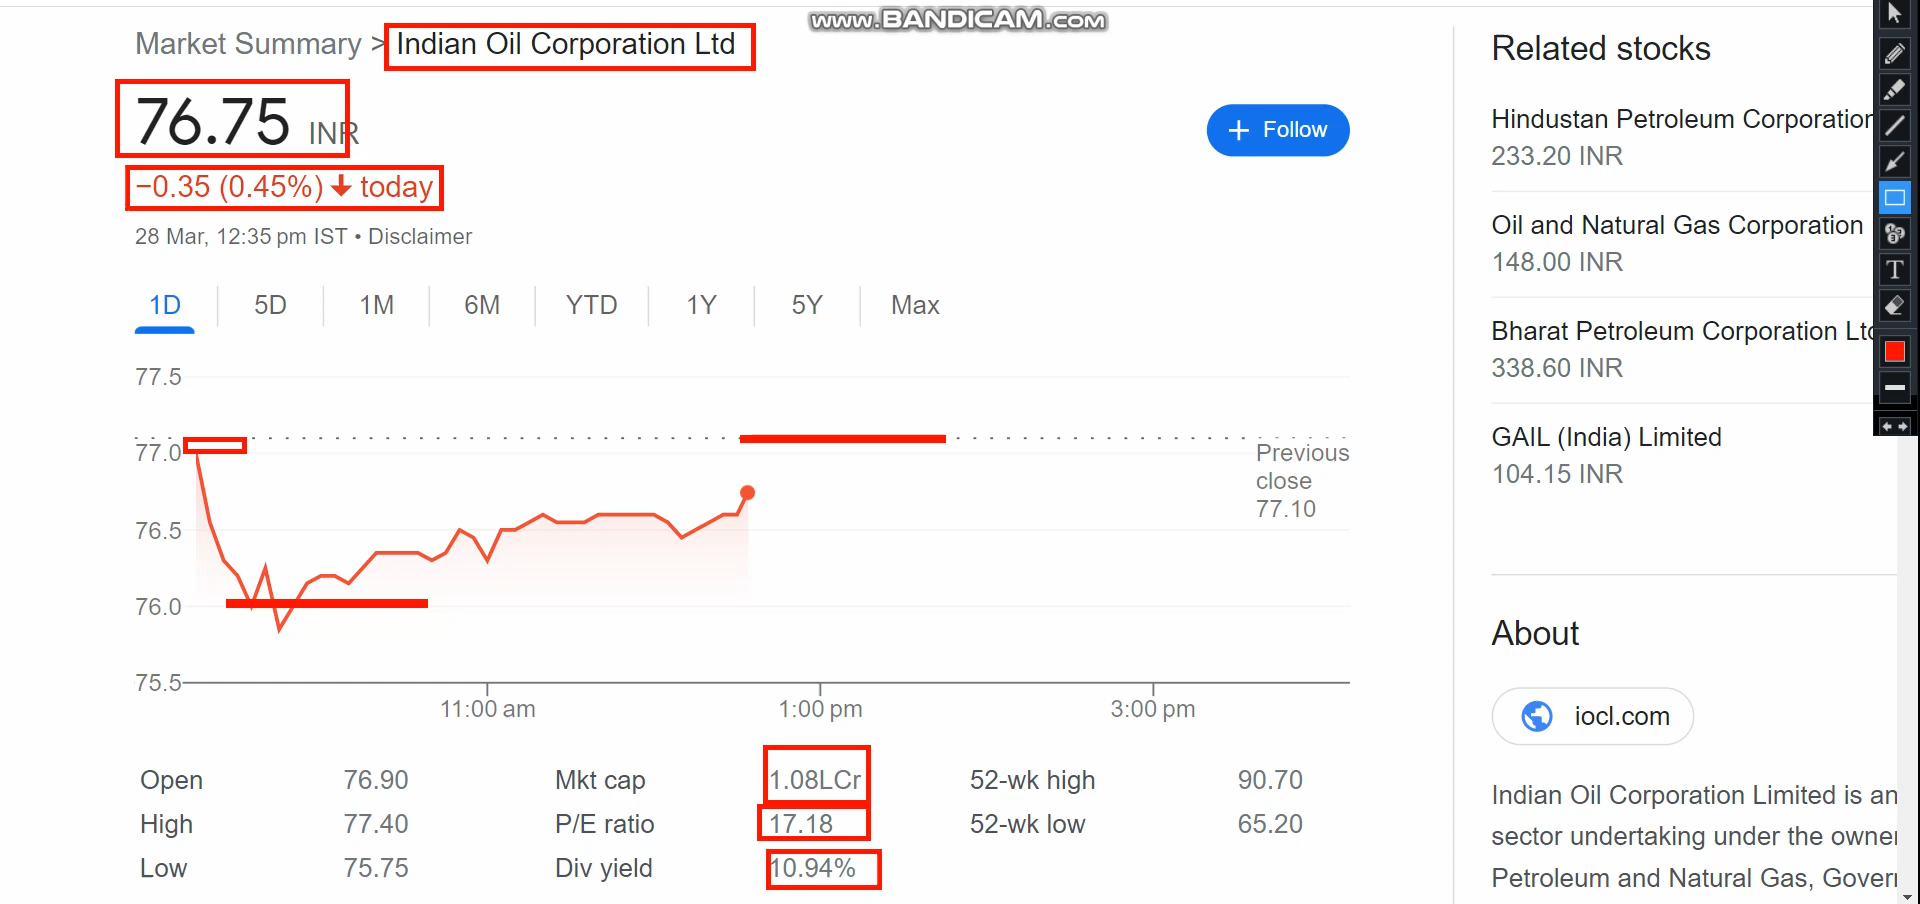 www.BANDICAM.com
Market Summary > Indian Oil Corporation Ltd
76.75 INR
−0.35 (0.45%) today
28 Mar, 12:35 pm IST • Disclaimer
+ Follow
1D 5D 1M 6M YTD 1Y 5Y Max
77.5
77.0
76.5
76.0
75.5
Previous
close
77.10
11:00 am 1:00 pm 3:00 pm
Open 76.90 Mkt cap 1.08LCr 52-wk high 90.70
High 77.40 P/E ratio 17.18 52-wk low 65.20
Low 75.75 Div yield 10.94%
Related stocks
Hindustan Petroleum Corporation
233.20 INR
Oil and Natural Gas Corporation
148.00 INR
Bharat Petroleum Corporation Ltd
338.60 INR
GAIL (India) Limited
104.15 INR
About
iocl.com
Indian Oil Corporation Limited is an
sector undertaking under the owner
Petroleum and Natural Gas, Govern
T